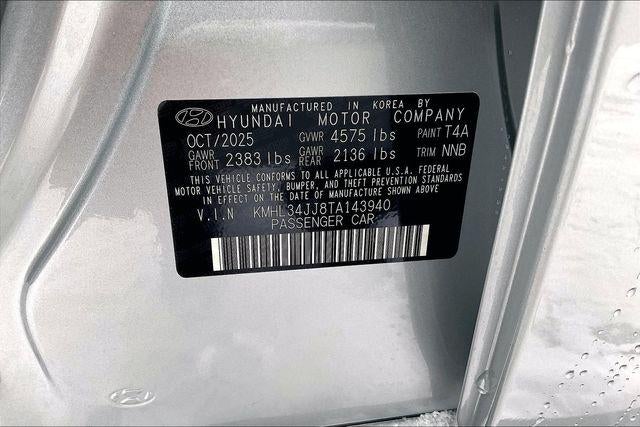 MANUFACTURED IN KOREA BY
HYUNDAI MOTOR COMPANY
OCT/2025 GVWR 4575 lbs PAINT T4A
GAWR FRONT 2383 lbs GAWR REAR 2136 lbs TRIM NNB
THIS VEHICLE CONFORMS TO ALL APPLICABLE U.S.A. FEDERAL
MOTOR VEHICLE SAFETY, BUMPER, AND THEFT PREVENTION STANDARDS
IN EFFECT ON THE DATE OF MANUFACTURE SHOWN ABOVE
V.I.N KMHL34JJ8TA143940
PASSENGER CAR